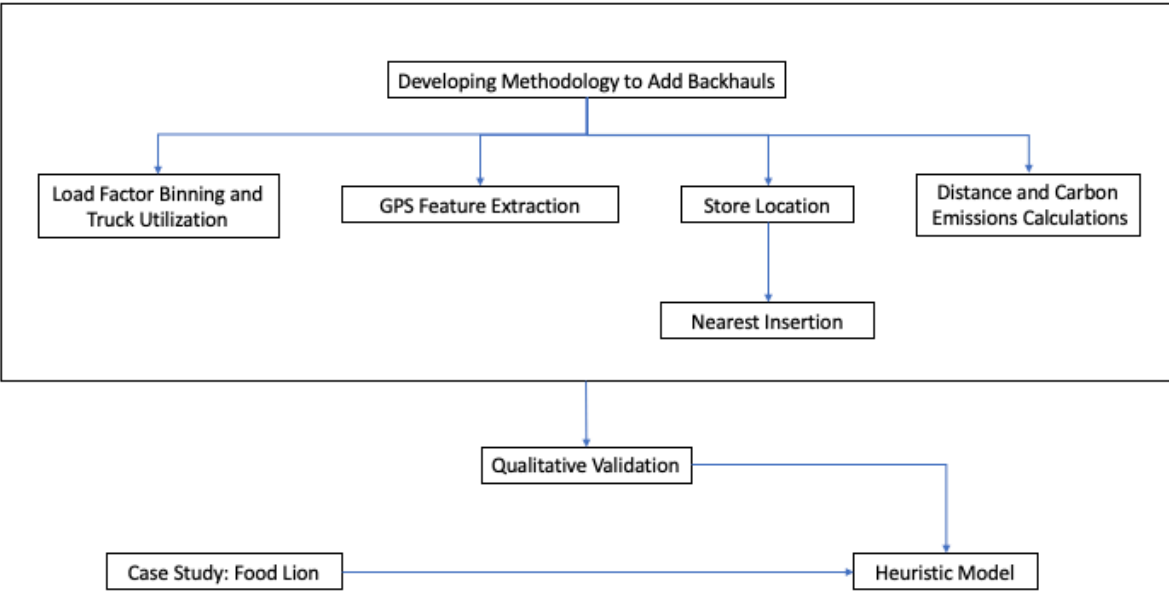 Developing Methodology to Add Backhauls
Load Factor Binning and
Truck Utilization
GPS Feature Extraction
Store Location
Distance and Carbon
Emissions Calculations
Nearest Insertion
Qualitative Validation
Case Study: Food Lion
Heuristic Model